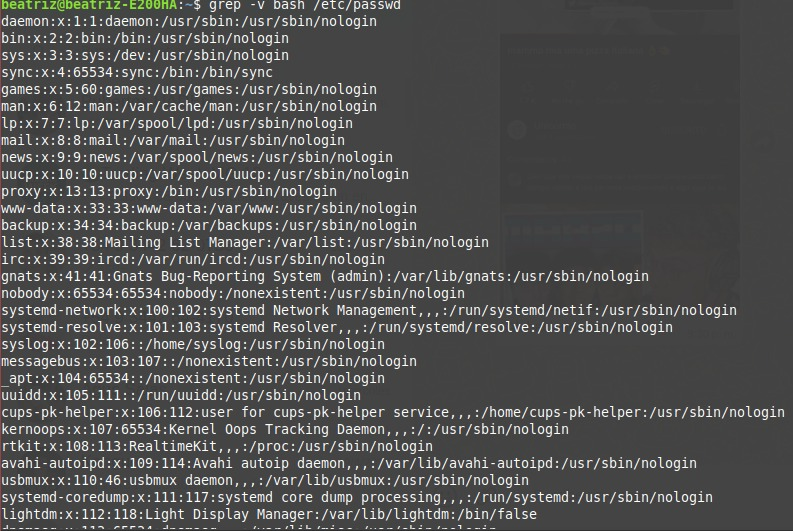 beatriz@beatriz-E200HA:~$ grep -v bash /etc/passwd
daemon:x:1:1:daemon:/usr/sbin:/usr/sbin/nologin
bin:x:2:2:bin:/bin:/usr/sbin/nologin
sys:x:3:3:sys:/dev:/usr/sbin/nologin
sync:x:4:65534:sync:/bin:/bin/sync
games:x:5:60:games:/usr/games:/usr/sbin/nologin
man:x:6:12:man:/var/cache/man:/usr/sbin/nologin
lp:x:7:7:lp:/var/spool/lpd:/usr/sbin/nologin
mail:x:8:8:mail:/var/mail:/usr/sbin/nologin
news:x:9:9:news:/var/spool/news:/usr/sbin/nologin
uucp:x:10:10:uucp:/var/spool/uucp:/usr/sbin/nologin
proxy:x:13:13:proxy:/bin:/usr/sbin/nologin
www-data:x:33:33:www-data:/var/www:/usr/sbin/nologin
backup:x:34:34:backup:/var/backups:/usr/sbin/nologin
list:x:38:38:Mailing List Manager:/var/list:/usr/sbin/nologin
irc:x:39:39:ircd:/var/run/ircd:/usr/sbin/nologin
gnats:x:41:41:Gnats Bug-Reporting System (admin):/var/lib/gnats:/usr/sbin/nologin
nobody:x:65534:65534:nobody:/nonexistent:/usr/sbin/nologin
systemd-network:x:100:102:systemd Network Management,,,:/run/systemd/netif:/usr/sbin/nologin
systemd-resolve:x:101:103:systemd Resolver,,,:/run/systemd/resolve:/usr/sbin/nologin
syslog:x:102:106::/home/syslog:/usr/sbin/nologin
messagebus:x:103:107::/nonexistent:/usr/sbin/nologin
_apt:x:104:65534::/nonexistent:/usr/sbin/nologin
uuidd:x:105:111::/run/uuidd:/usr/sbin/nologin
cups-pk-helper:x:106:112:user for cups-pk-helper service,,,:/home/cups-pk-helper:/usr/sbin/nologin
kernoops:x:107:65534:Kernel Oops Tracking Daemon,,,:/:/usr/sbin/nologin
rtkit:x:108:113:RealtimeKit,,,:/proc:/usr/sbin/nologin
avahi-autoipd:x:109:114:Avahi autoip daemon,,,:/var/lib/avahi-autoipd:/usr/sbin/nologin
usbmux:x:110:46:usbmux daemon,,,:/var/lib/usbmux:/usr/sbin/nologin
systemd-coredump:x:111:117:systemd core dump processing,,,:/run/systemd:/usr/sbin/nologin
lightdm:x:112:118:Light Display Manager:/var/lib/lightdm:/bin/false